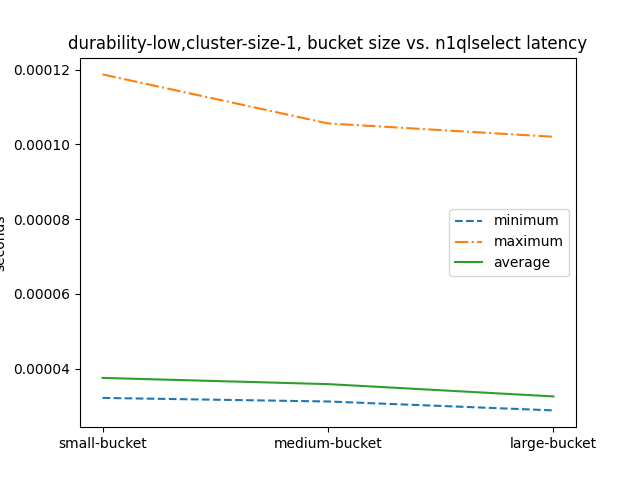 durability-low,cluster-size-1, bucket size vs. n1qlselect latency
0.00012
0.00010
0.00008
0.00006
0.00004
seconds
minimum
maximum
average
small-bucket
medium-bucket
large-bucket